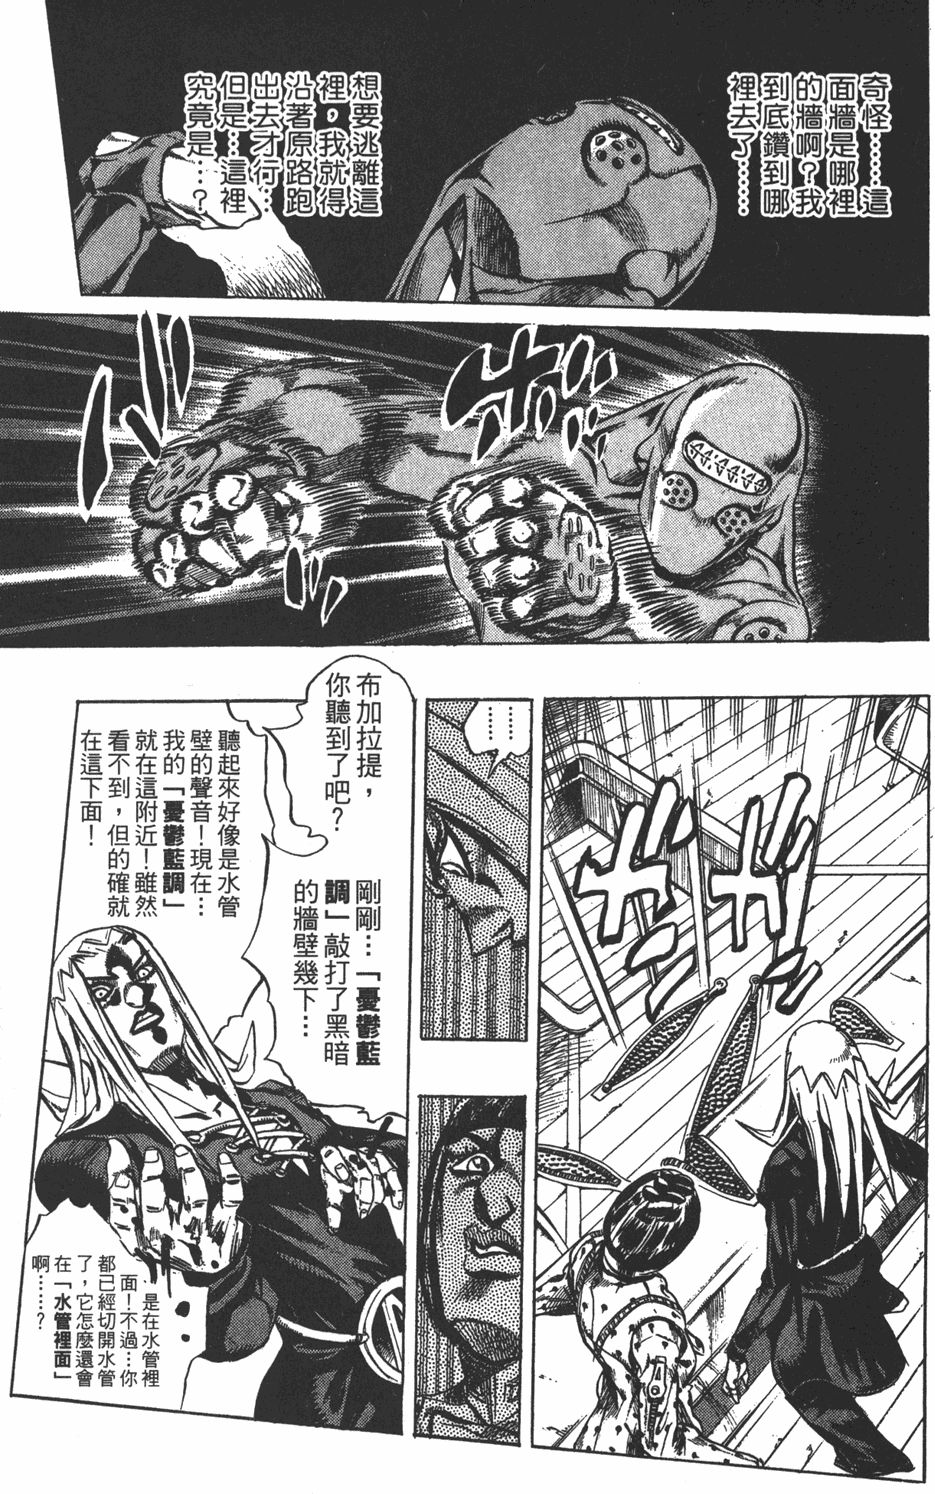 奇怪……這
面牆是哪裡
的牆啊？我
到底鑽到哪
裡去了………
想要逃離這
裡，我就得
沿著原路跑
出去才行…
但是…這裡
究竟是…？
ド
ザ
ザ
……
……
布加拉提，
你聽到了吧？
剛剛…「憂鬱藍
調」敲打了黑暗
的牆壁幾下…
聽起來好像是水管
壁的聲音！現在…
我的「憂鬱藍調」
就在這附近！雖然
看不到，但的確就
在這下面！
…是在水管裡
面！不過…你
都已經切開水管
了，它怎麼還會
在「水管裡面」
啊……？